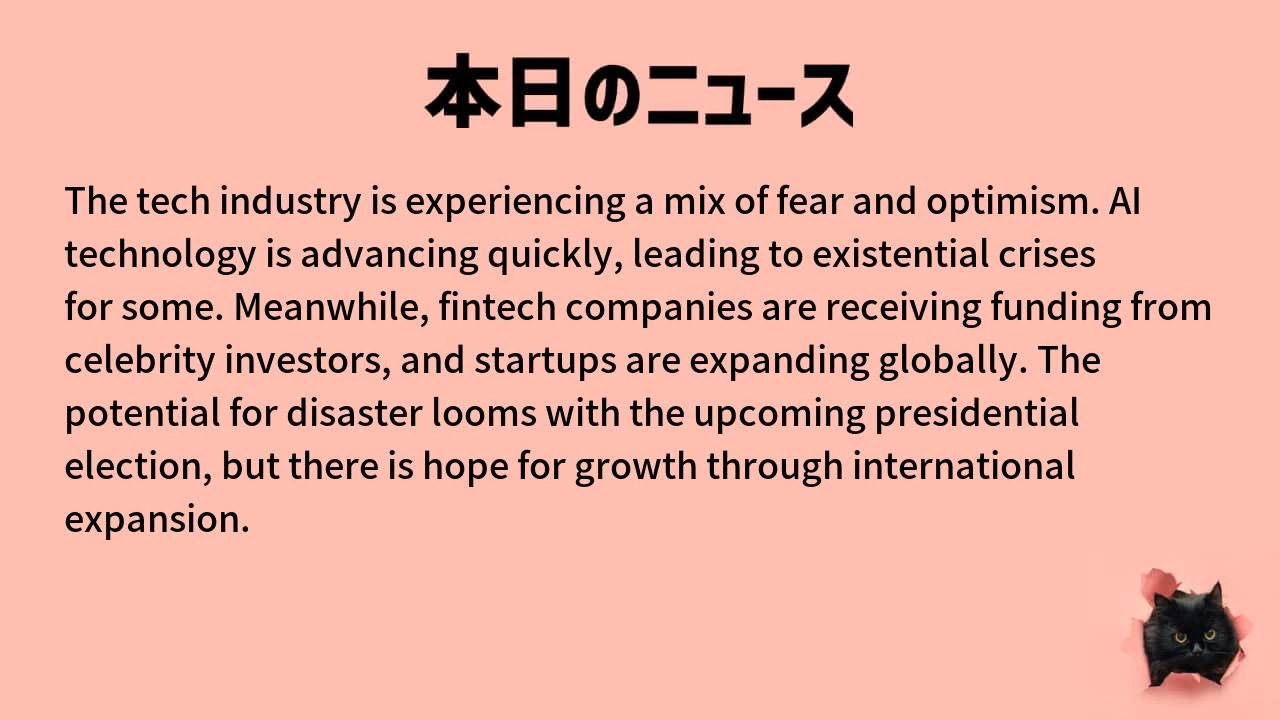 本日のニュース
The tech industry is experiencing a mix of fear and optimism. AI
technology is advancing quickly, leading to existential crises
for some. Meanwhile, fintech companies are receiving funding from
celebrity investors, and startups are expanding globally. The
potential for disaster looms with the upcoming presidential
election, but there is hope for growth through international
expansion.